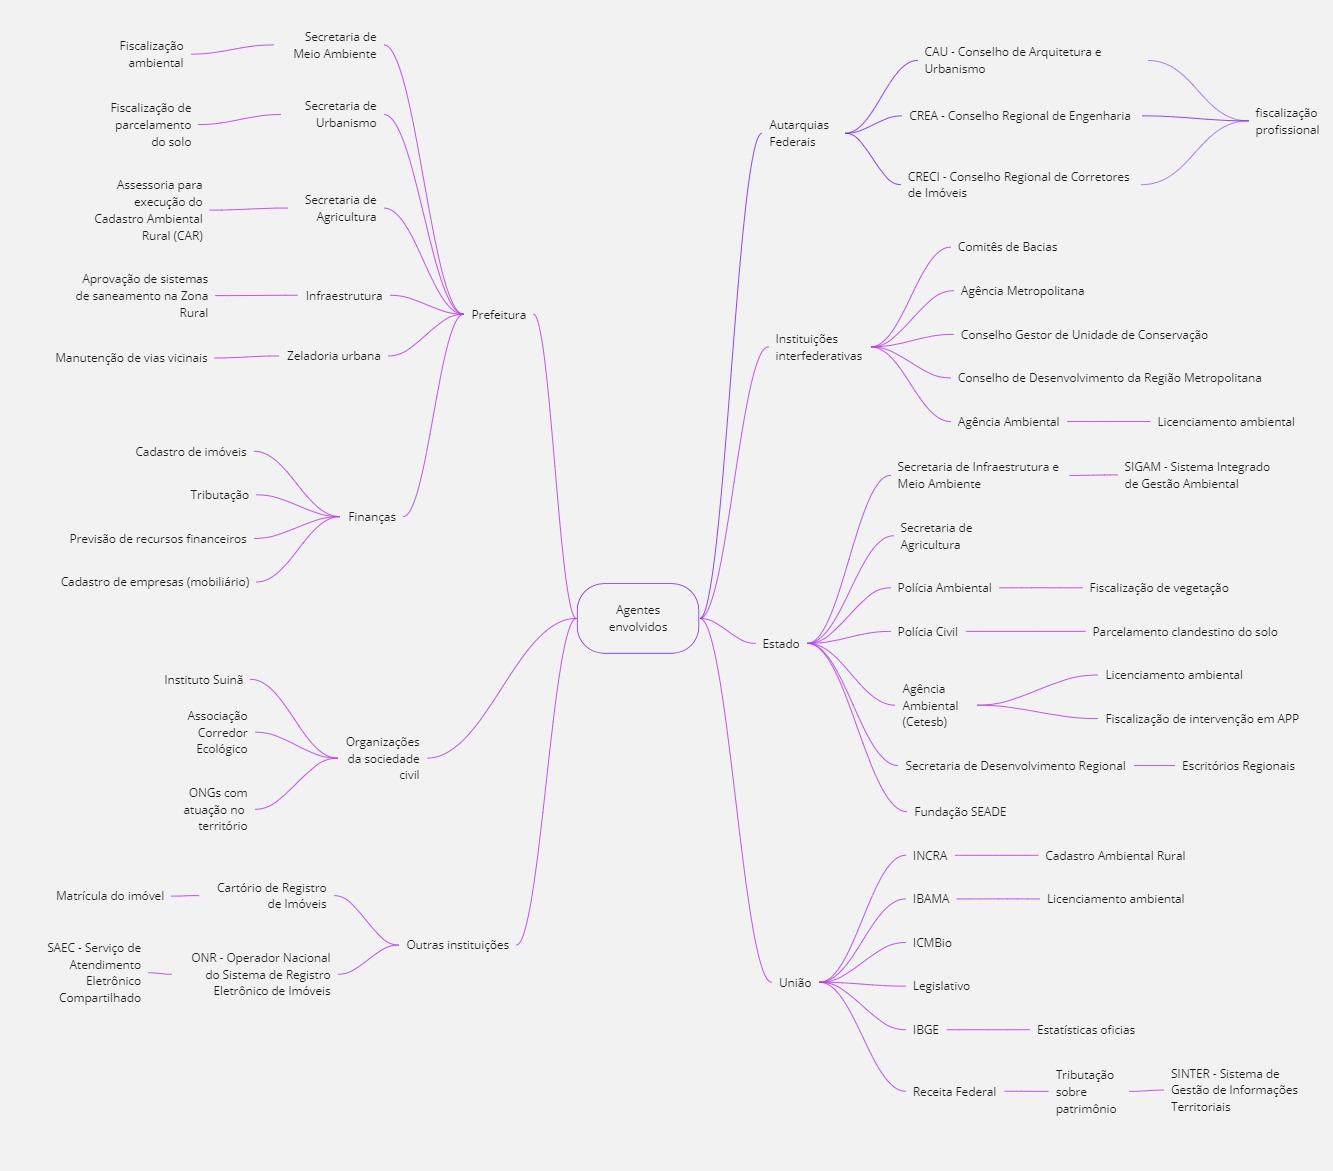 Secretaria de
Meio Ambiente
Fiscalização
ambiental
Secretaria de
Urbanismo
Fiscalização de
parcelamento
do solo
Secretaria de
Agricultura
Assessoria para
execução do
Cadastro Ambiental
Rural (CAR)
Infraestrutura
Aprovação de sistemas
de saneamento na Zona
Rural
Prefeitura
Zeladoria urbana
Manutenção de vias vicinais
Finanças
Cadastro de imóveis
Tributação
Previsão de recursos financeiros
Cadastro de empresas (mobiliário)
Agentes
envolvidos
Organizações
da sociedade
civil
Instituto Suinã
Associação
Corredor
Ecológico
ONGs com
atuação no
território
Outras instituições
Cartório de Registro
de Imóveis
Matrícula do imóvel
ONR - Operador Nacional
do Sistema de Registro
Eletrônico de Imóveis
SAEC - Serviço de
Atendimento
Eletrônico
Compartilhado
Autarquias
Federais
CAU - Conselho de Arquitetura e
Urbanismo
CREA - Conselho Regional de Engenharia
CRECI - Conselho Regional de Corretores
de Imóveis
fiscalização
profissional
Instituições
interfederativas
Comitês de Bacias
Agência Metropolitana
Conselho Gestor de Unidade de Conservação
Conselho de Desenvolvimento da Região Metropolitana
Agência Ambiental
Licenciamento ambiental
Estado
Secretaria de Infraestrutura e
Meio Ambiente
SIGAM - Sistema Integrado
de Gestão Ambiental
Secretaria de
Agricultura
Polícia Ambiental
Fiscalização de vegetação
Polícia Civil
Parcelamento clandestino do solo
Agência
Ambiental
(Cetesb)
Licenciamento ambiental
Fiscalização de intervenção em APP
Secretaria de Desenvolvimento Regional
Escritórios Regionais
Fundação SEADE
União
INCRA
Cadastro Ambiental Rural
IBAMA
Licenciamento ambiental
ICMBio
Legislativo
IBGE
Estatísticas oficias
Receita Federal
Tributação
sobre
patrimônio
SINTER - Sistema de
Gestão de Informações
Territoriais